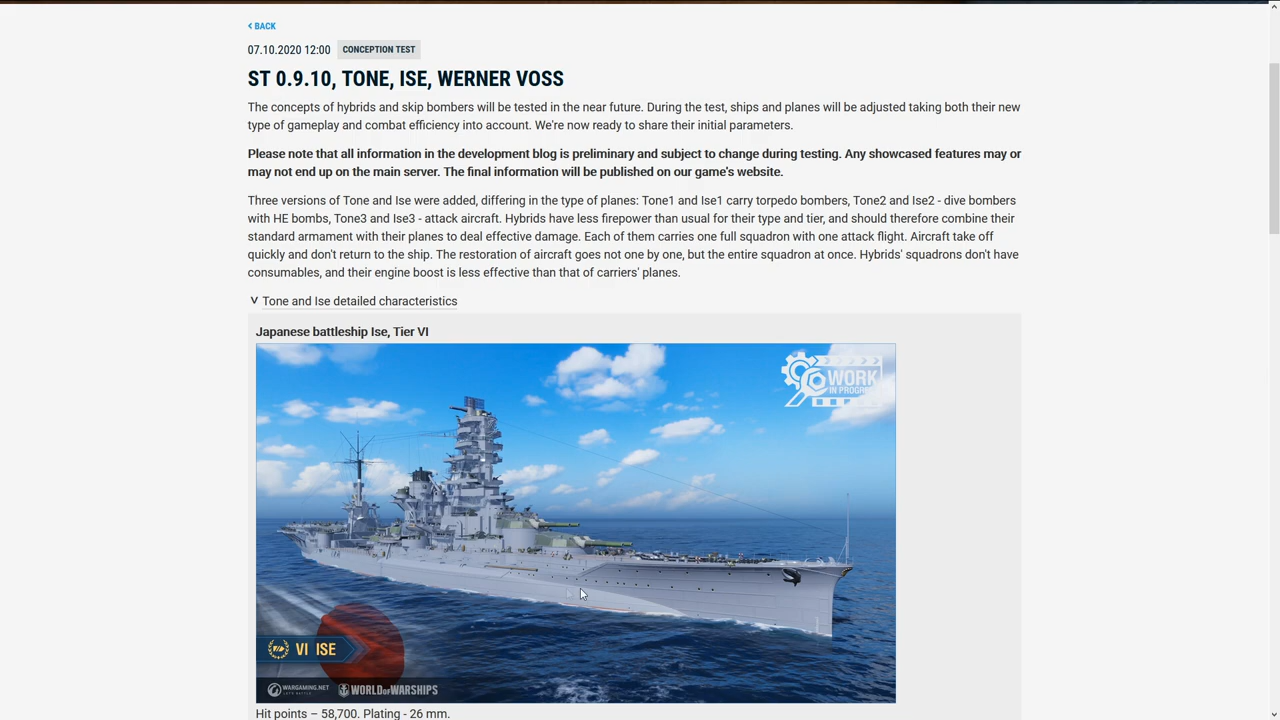 BACK
07.10.2020 12:00 CONCEPTION TEST
ST 0.9.10, TONE, ISE, WERNER VOSS
The concepts of hybrids and skip bombers will be tested in the near future. During the test, ships and planes will be adjusted taking both their new
type of gameplay and combat efficiency into account. We're now ready to share their initial parameters.
Please note that all information in the development blog is preliminary and subject to change during testing. Any showcased features may or
may not end up on the main server. The final information will be published on our game's website.
Three versions of Tone and Ise were added, differing in the type of planes: Tone1 and Ise1 carry torpedo bombers, Tone2 and Ise2 - dive bombers
with HE bombs, Tone3 and Ise3 - attack aircraft. Hybrids have less firepower than usual for their type and tier, and should therefore combine their
standard armament with their planes to deal effective damage. Each of them carries one full squadron with one attack flight. Aircraft take off
quickly and don't return to the ship. The restoration of aircraft goes not one by one, but the entire squadron at once. Hybrids' squadrons don't have
consumables, and their engine boost is less effective than that of carriers' planes.
Tone and Ise detailed characteristics
Japanese battleship Ise, Tier VI
WORK
IN PROGRESS
VI ISE
WARGAMING.NET
LET'S BATTLE
WORLD OF WARSHIPS
Hit points – 58,700. Plating - 26 mm.